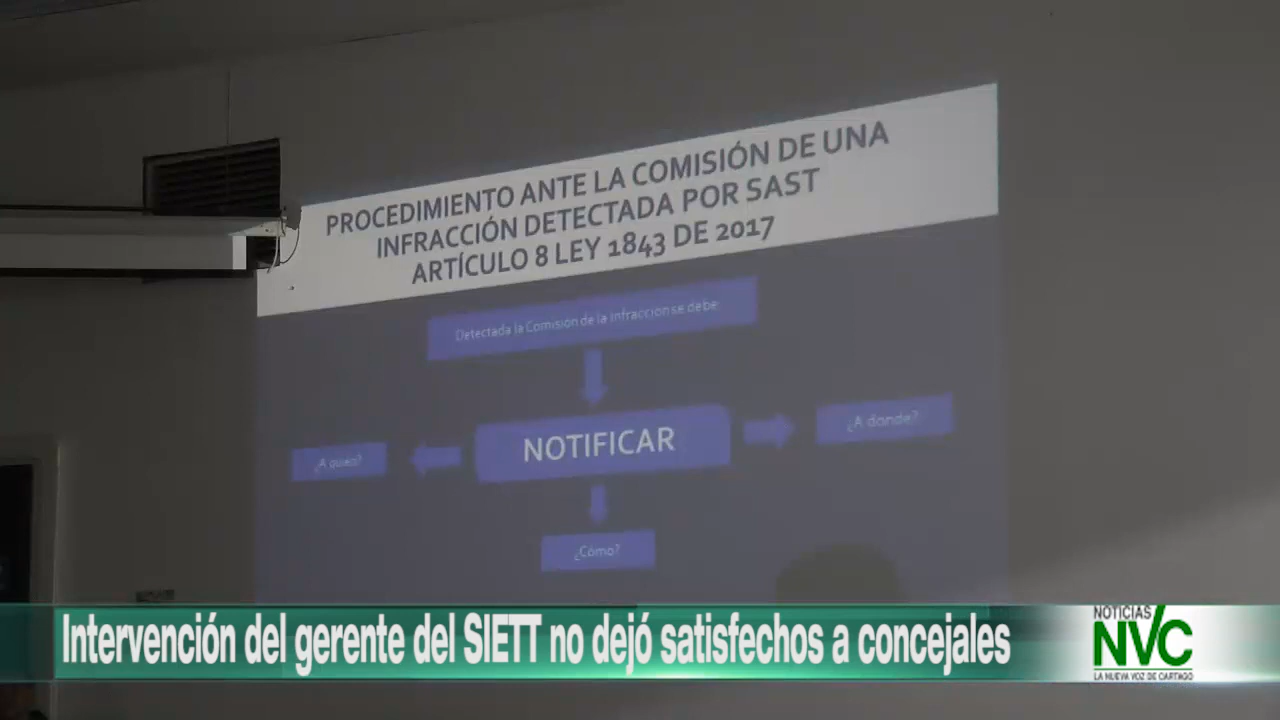 PROCEDIMIENTO ANTE LA COMISIÓN DE UNA
INFRACCIÓN DETECTADA POR SAST
ARTÍCULO 8 LEY 1843 DE 2017
Detectada la Comisión de la infracción se debe:
¿A quien?
NOTIFICAR
¿A donde?
¿Cómo?
Intervención del gerente del SIETT no dejó satisfechos a concejales
NOTICIAS
NVC
LA NUEVA VOZ DE CARTAGO